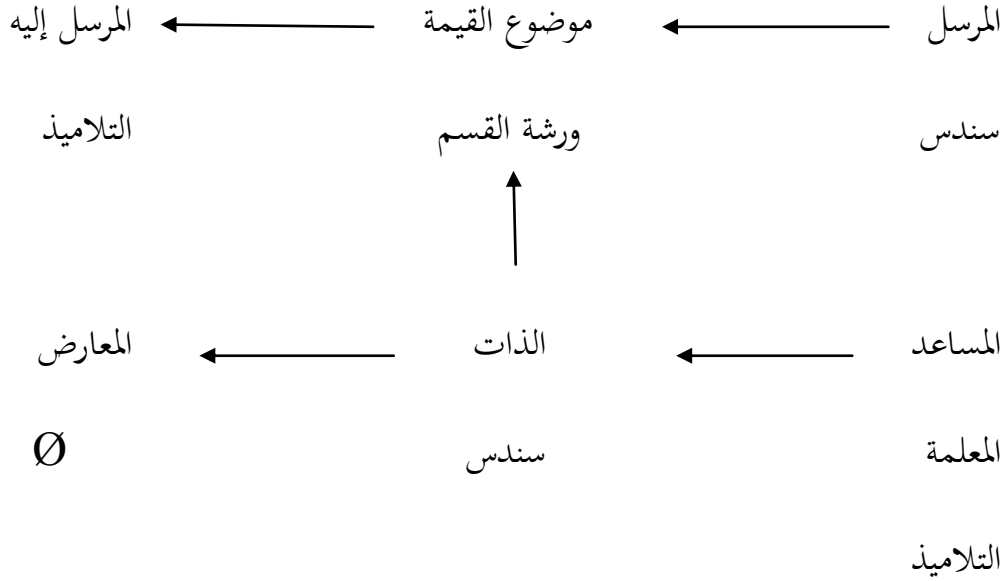 المرسل موضوع القيمة المرسل إليه
سندس ورشة القسم التلاميذ
المساعد الذات المعارض
المعلمة سندس Ø
التلاميذ